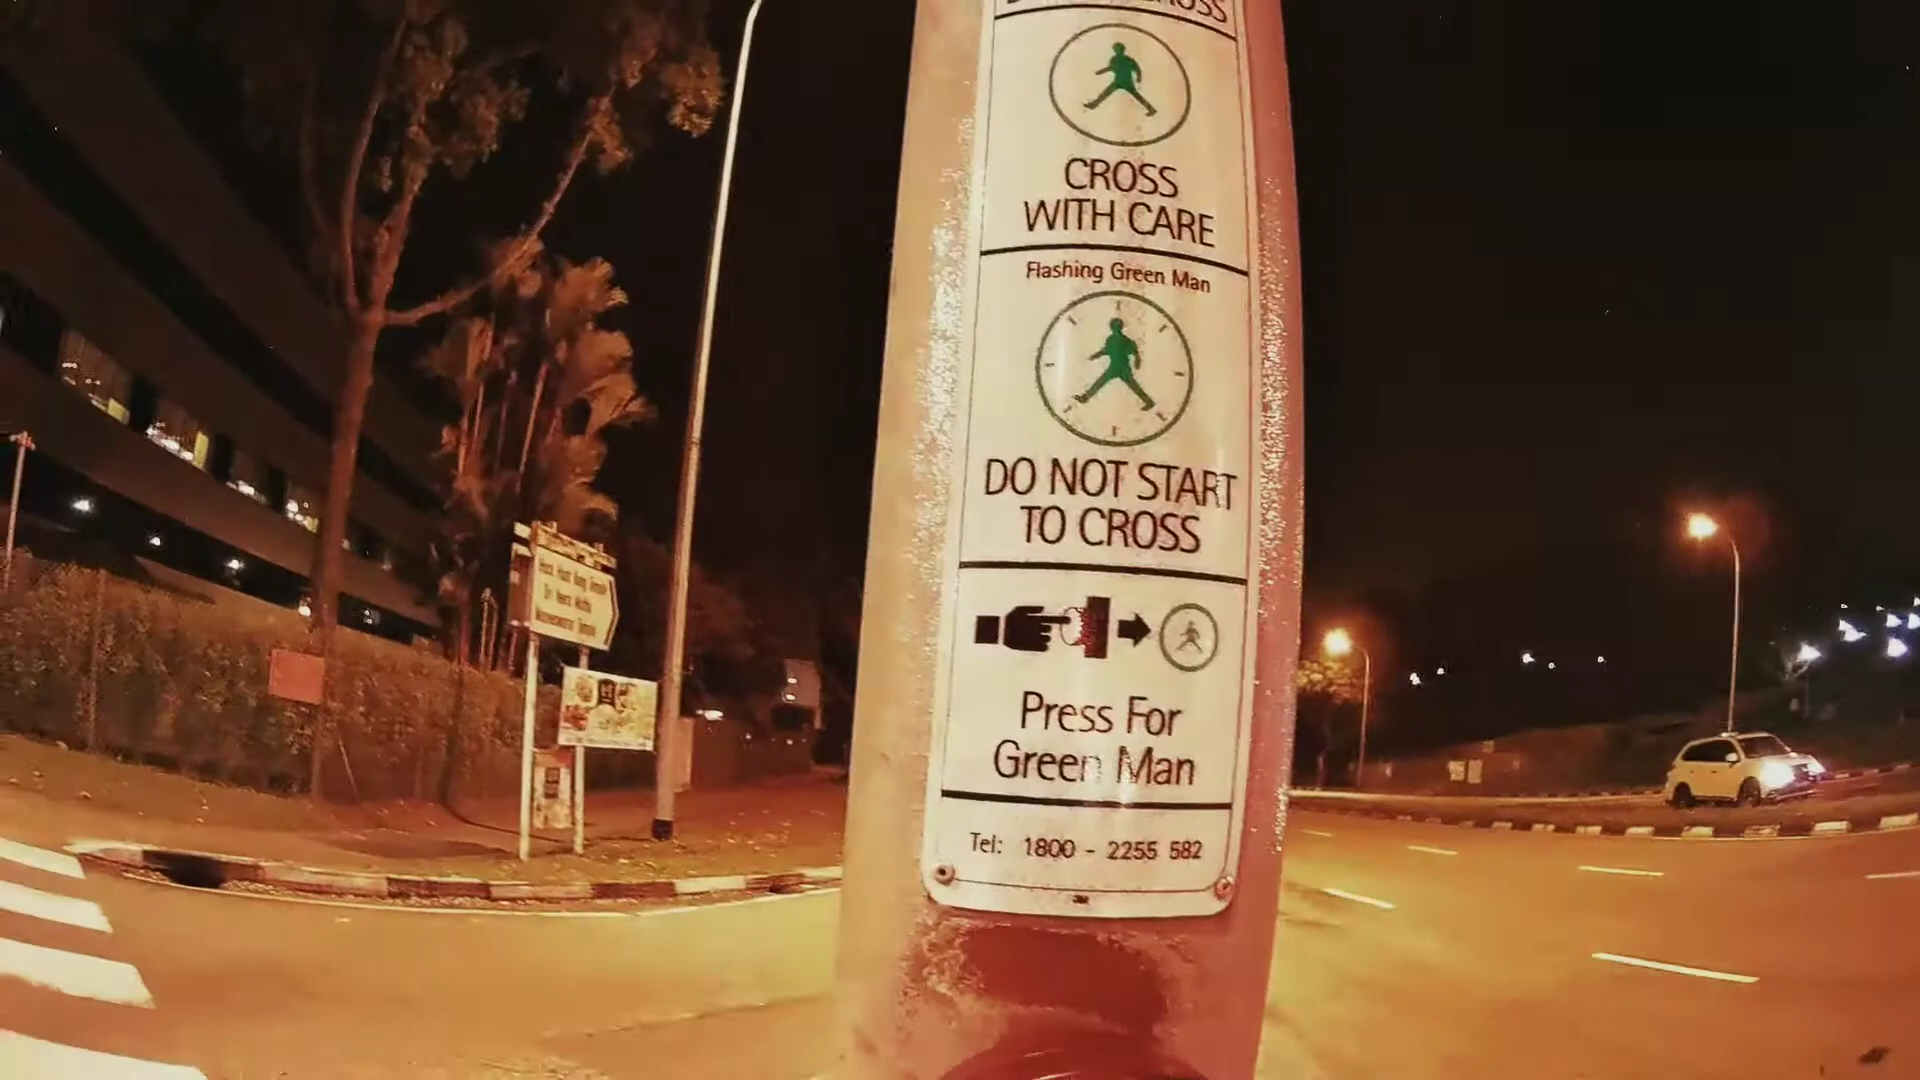 CROSS
WITH CARE
Flashing Green Man
DO NOT START
TO CROSS
Press For
Green Man
Tel: 1800 - 2255 582
3M